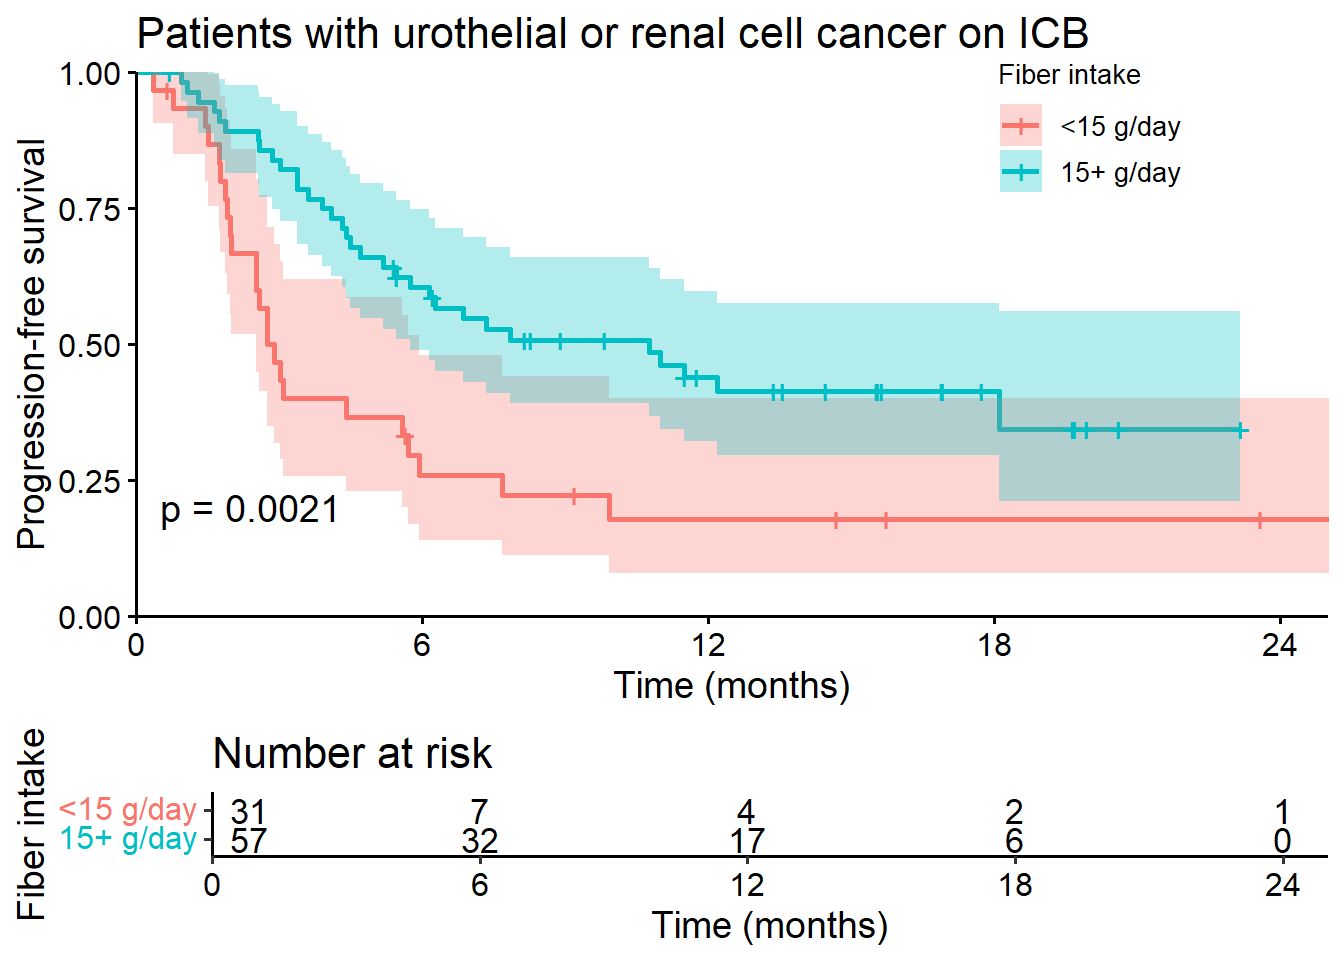 Patients with urothelial or renal cell cancer on ICB
Fiber intake
<15 g/day
15+ g/day
Progression-free survival
1.00
0.75
0.50
0.25
0.00
p = 0.0021
0 6 12 18 24
Time (months)
Number at risk
Fiber intake
<15 g/day 31 7 4 2 1
15+ g/day 57 32 17 6 0
0 6 12 18 24
Time (months)